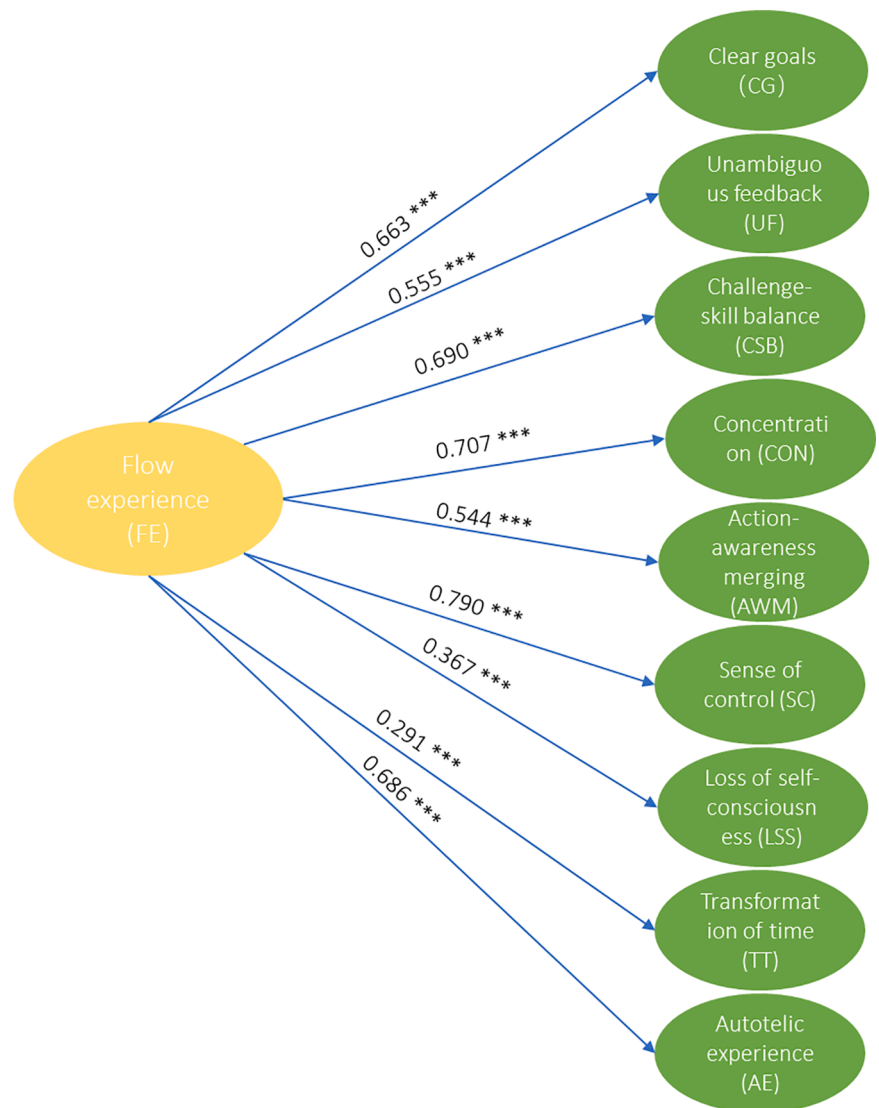 Clear goals
(CG)
Unambiguo
us feedback
(UF)
Challenge-
skill balance
(CSB)
Concentrati
on (CON)
Action-
awareness
merging
(AWM)
Sense of
control (SC)
Loss of self-
consciousn
ess (LSS)
Transformat
ion of time
(TT)
Autotelic
experience
(AE)
Flow
experience
(FE)
0.663 ***
0.555 ***
0.690 ***
0.707 ***
0.544 ***
0.790 ***
0.367 ***
0.291 ***
0.686 ***